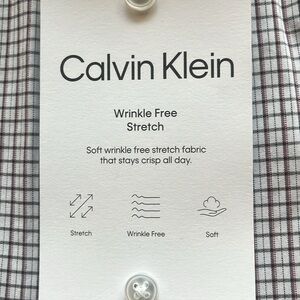 Calvin Klein
Wrinkle Free
Stretch
Soft wrinkle free stretch fabric
that stays crisp all day.
Stretch Wrinkle Free Soft